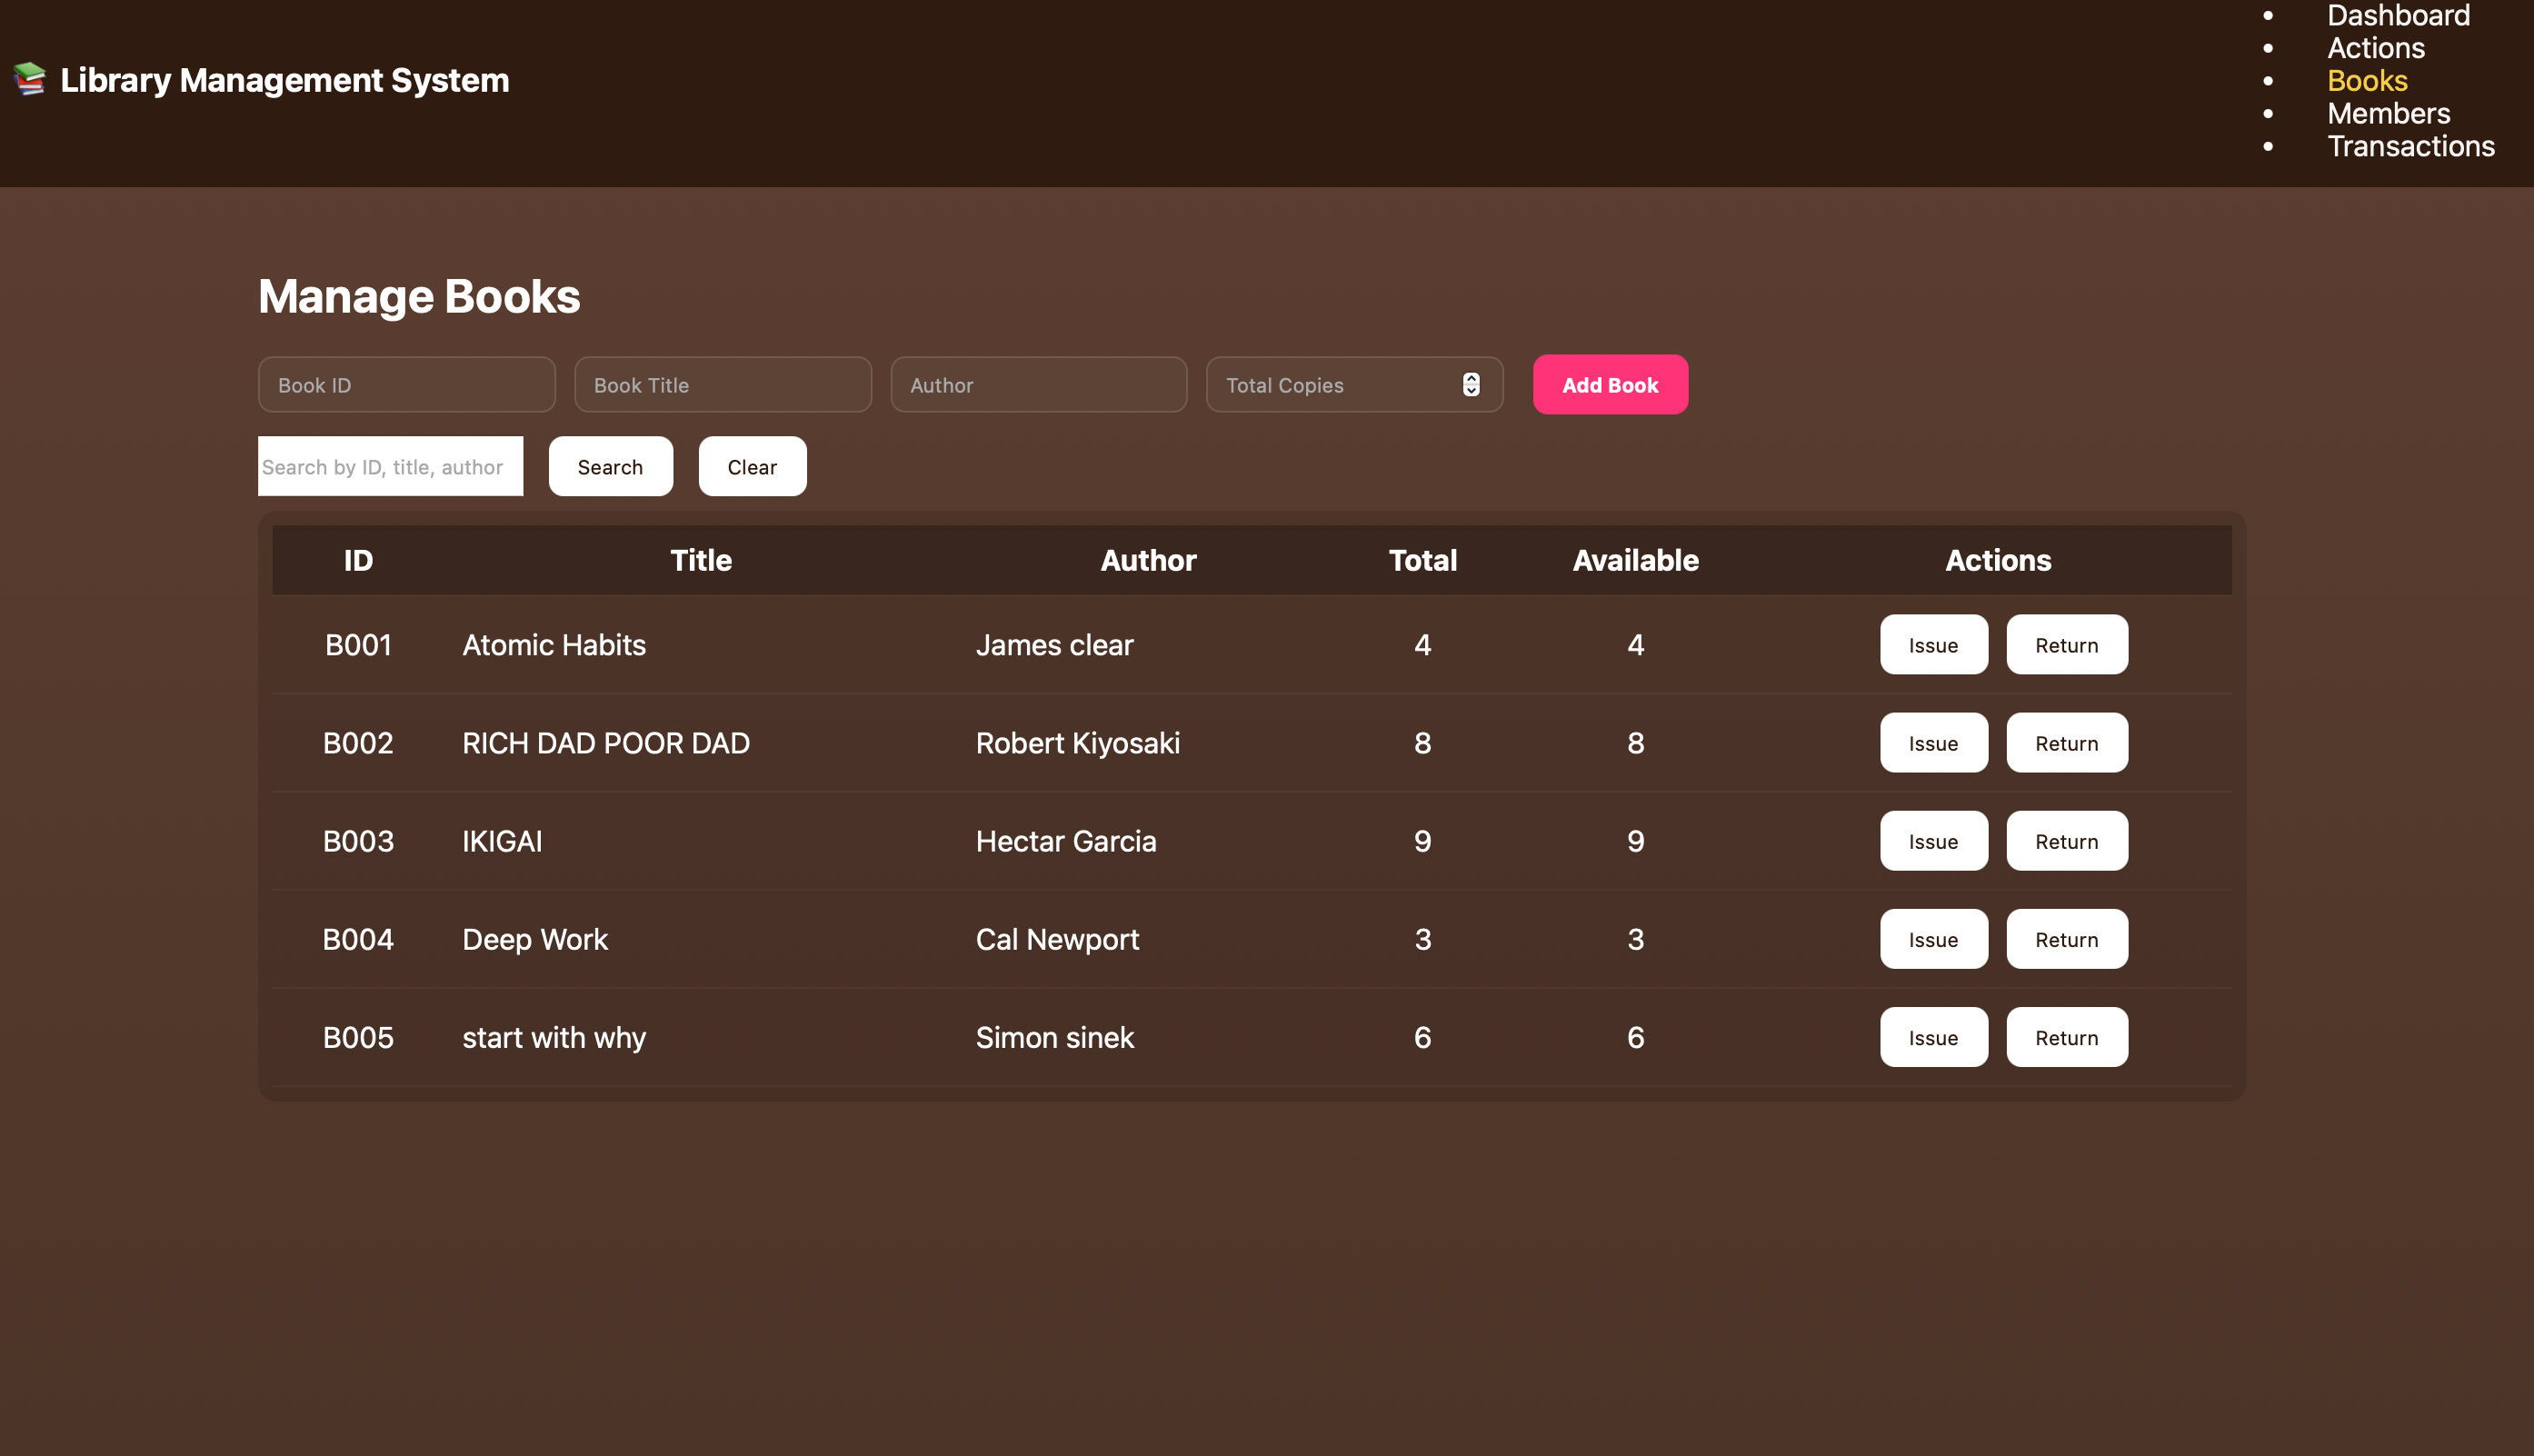 📚 Library Management System
• Dashboard
• Actions
• Books
• Members
• Transactions
Manage Books
Book ID Book Title Author Total Copies Add Book
Search by ID, title, author Search Clear
ID Title Author Total Available Actions
B001 Atomic Habits James clear 4 4 Issue Return
B002 RICH DAD POOR DAD Robert Kiyosaki 8 8 Issue Return
B003 IKIGAI Hectar Garcia 9 9 Issue Return
B004 Deep Work Cal Newport 3 3 Issue Return
B005 start with why Simon sinek 6 6 Issue Return